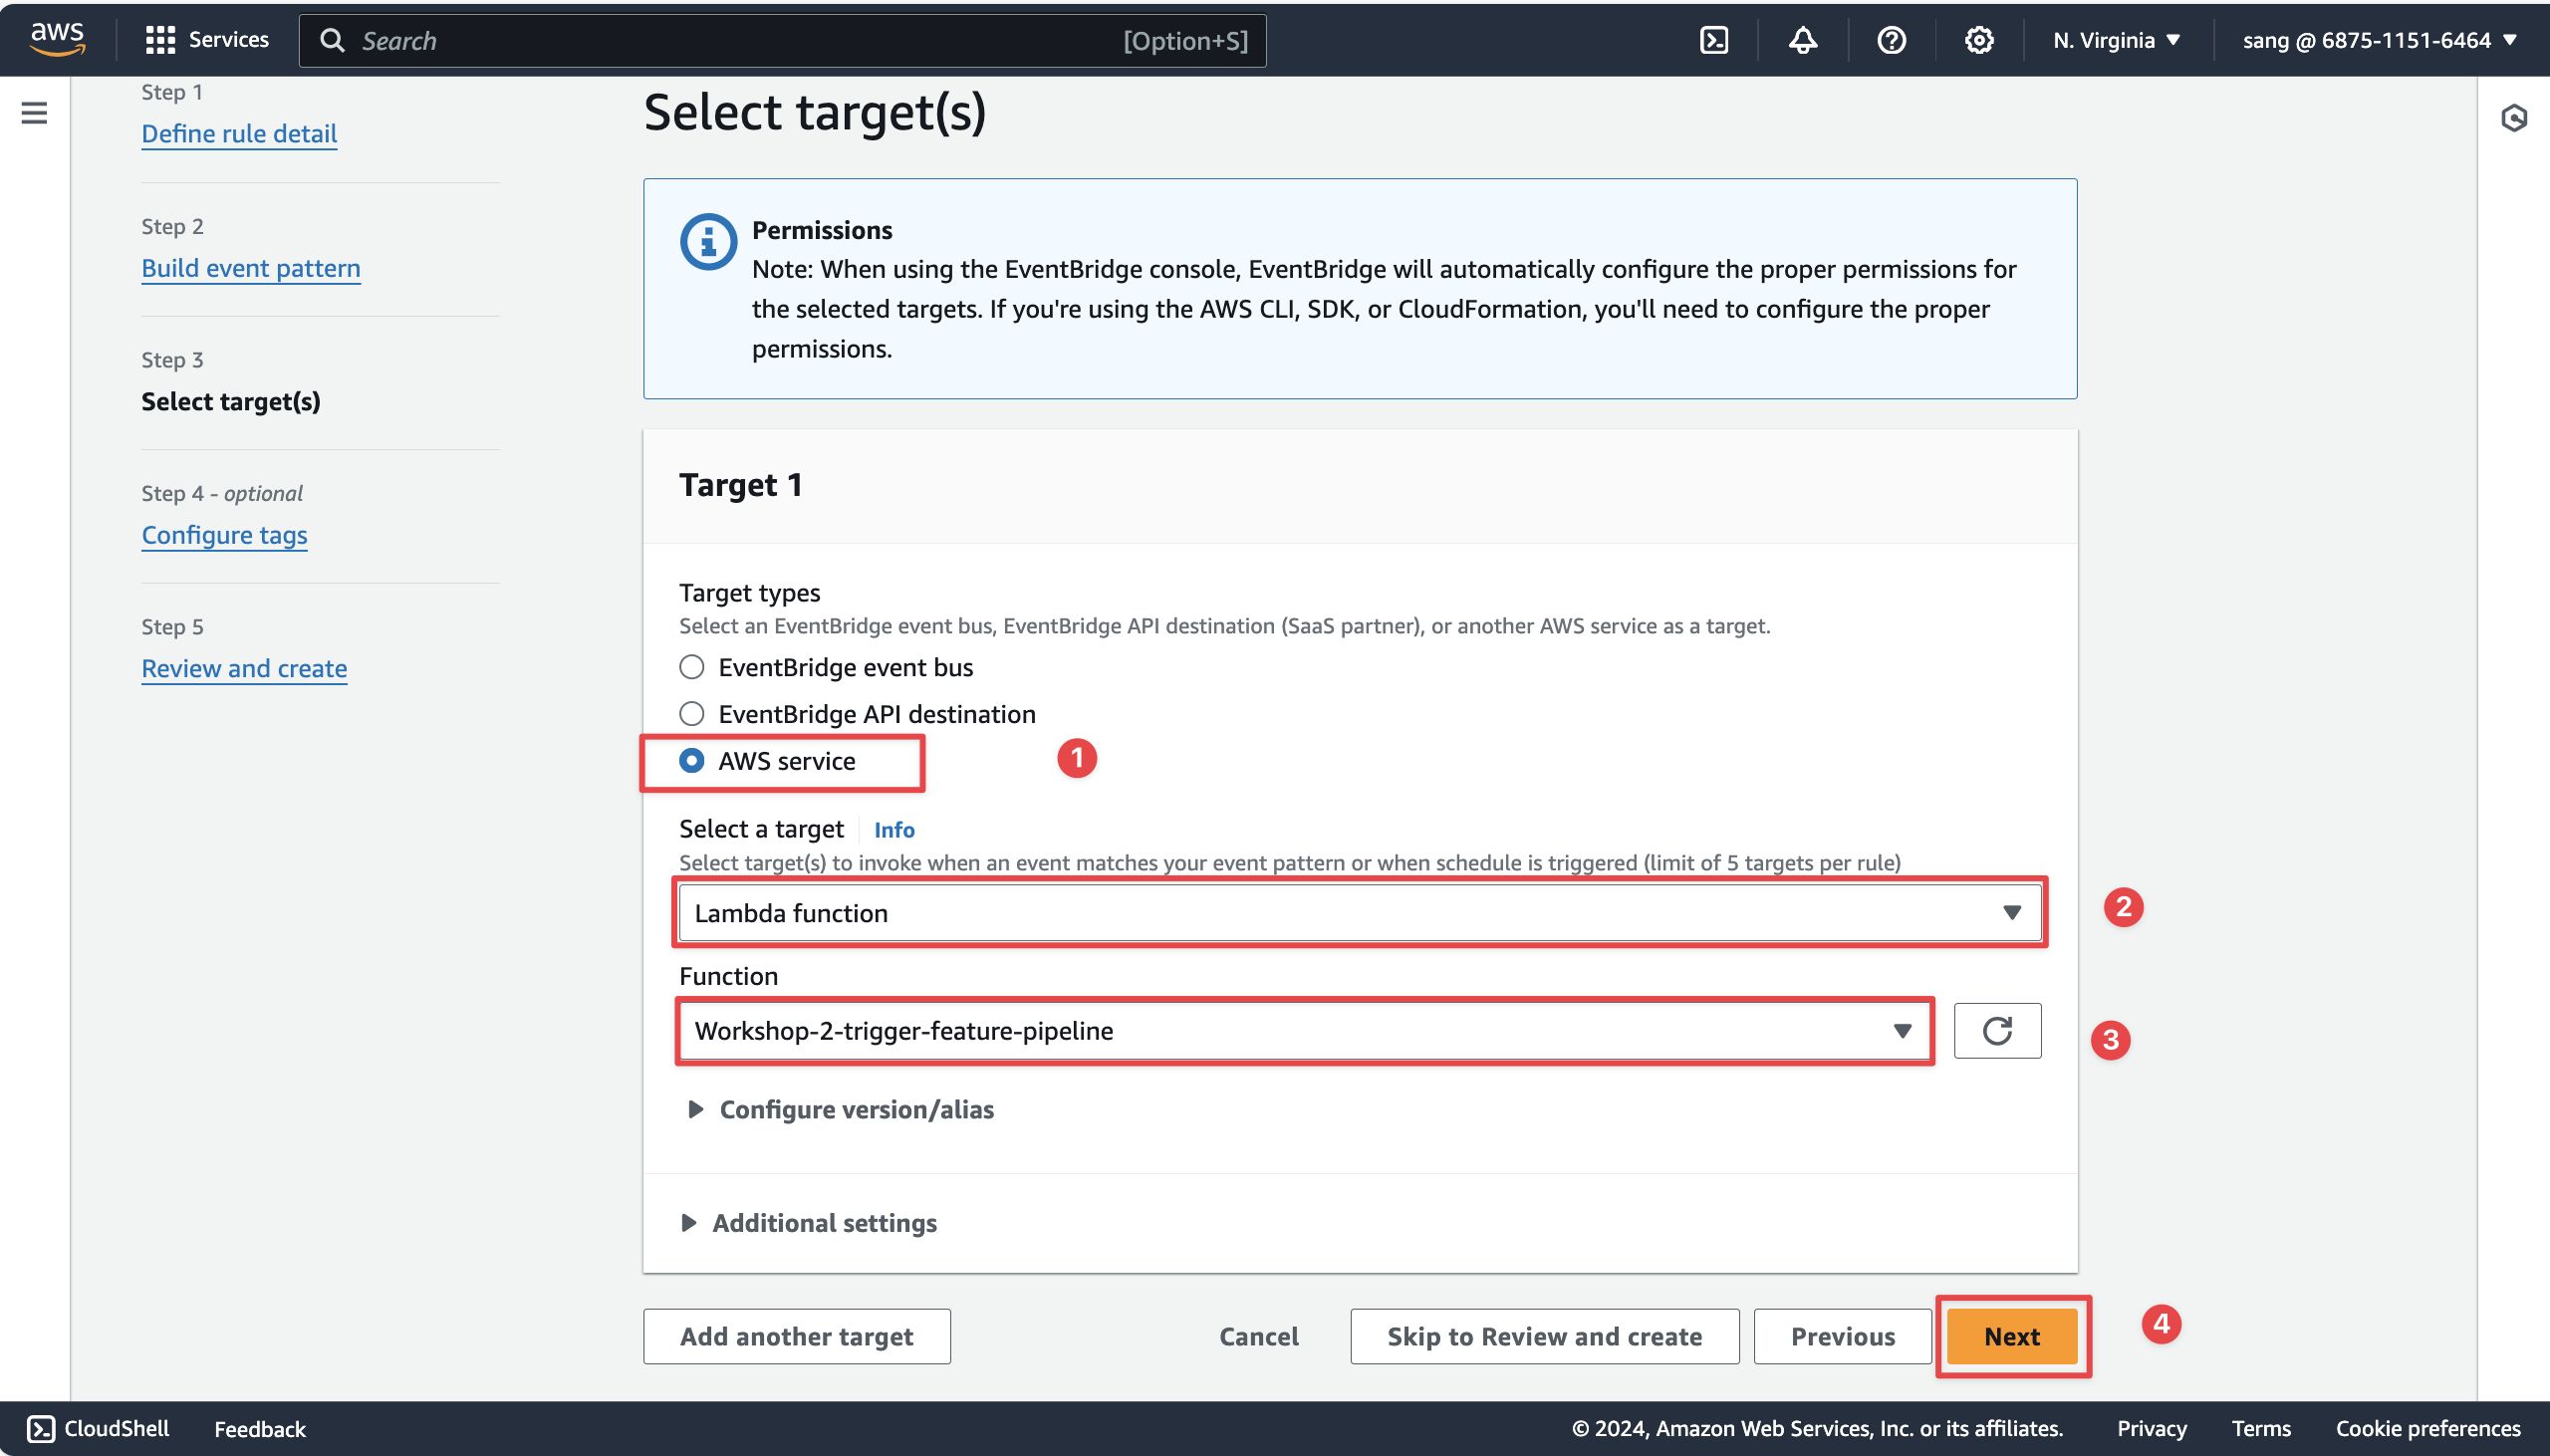 aws
Services
Search
[Option+S]
N. Virginia
sang @ 6875-1151-6464
Step 1
Define rule detail
Step 2
Build event pattern
Step 3
Select target(s)
Step 4 - optional
Configure tags
Step 5
Review and create
Select target(s)
Permissions
Note: When using the EventBridge console, EventBridge will automatically configure the proper permissions for
the selected targets. If you're using the AWS CLI, SDK, or CloudFormation, you'll need to configure the proper
permissions.
Target 1
Target types
Select an EventBridge event bus, EventBridge API destination (SaaS partner), or another AWS service as a target.
EventBridge event bus
EventBridge API destination
AWS service
1
Select a target
Info
Select target(s) to invoke when an event matches your event pattern or when schedule is triggered (limit of 5 targets per rule)
Lambda function
2
Function
Workshop-2-trigger-feature-pipeline
3
Configure version/alias
Additional settings
Add another target
Cancel
Skip to Review and create
Previous
Next
4
CloudShell
Feedback
© 2024, Amazon Web Services, Inc. or its affiliates.
Privacy
Terms
Cookie preferences